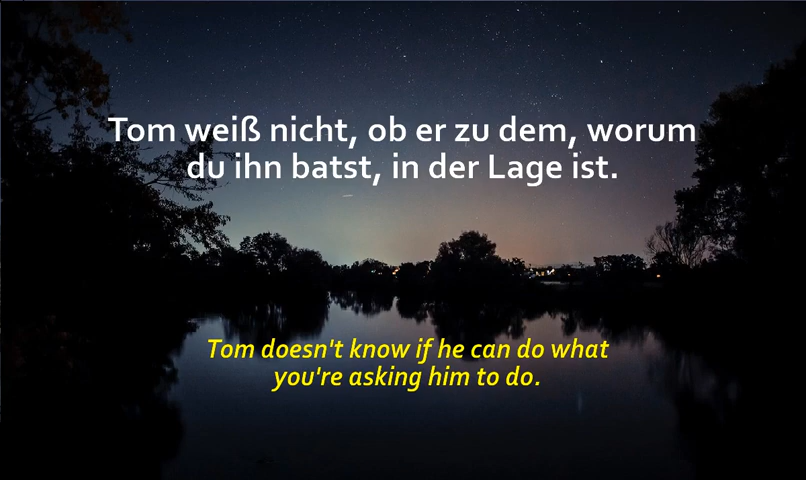 Tom weiß nicht, ob er zu dem, worum
du ihn batst, in der Lage ist.
Tom doesn't know if he can do what
you're asking him to do.